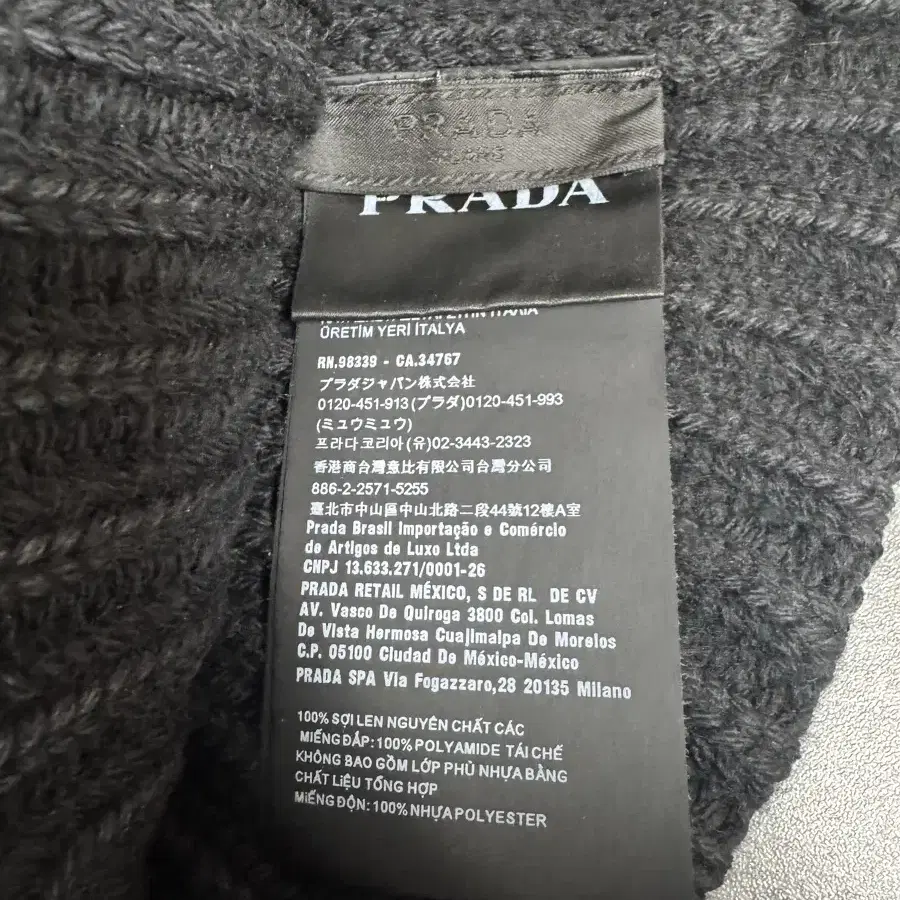 PRADA
PRADA
ÜRETİM YERİ İTALYA
RN.98339 - CA.34767
プラダジャパン株式会社
0120-451-913(プラダ)0120-451-993
(ミュウミュウ)
프라다코리아(유)02-3443-2323
香港商台灣意比有限公司台灣分公司
886-2-2571-5255
臺北市中山區中山北路二段44號12樓A室
Prada Brasil Importação e Comércio
de Artigos de Luxo Ltda
CNPJ 13.633.271/0001-26
PRADA RETAIL MÉXICO, S DE RL DE CV
AV. Vasco De Quiroga 3800 Col. Lomas
De Vista Hermosa Cuajimalpa De Morelos
C.P. 05100 Ciudad De México-México
PRADA SPA Via Fogazzaro,28 20135 Milano
100% SỢI LEN NGUYÊN CHẤT CÁC
MIẾNG ĐẮP: 100% POLYAMIDE TÁI CHẾ
KHÔNG BAO GỒM LỚP PHỦ NHỰA BẰNG
CHẤT LIỆU TỔNG HỢP
MIẾNG ĐỘN: 100% NHỰA POLYESTER